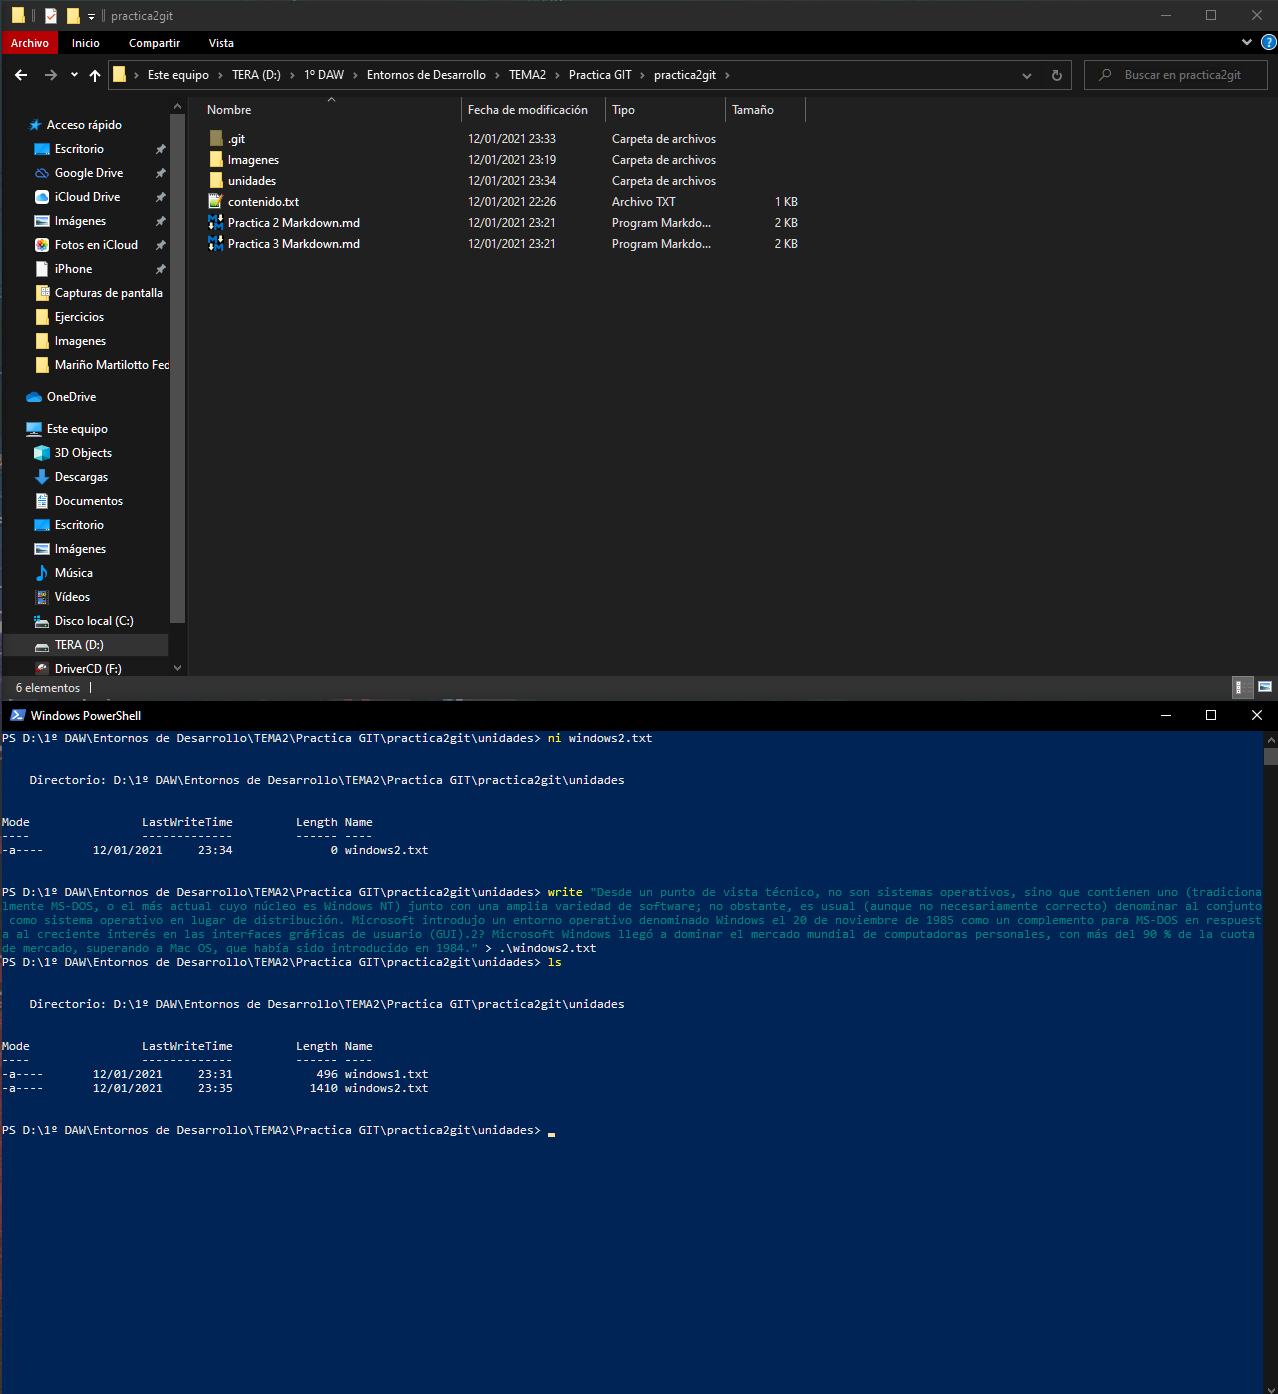 practica2git
Archivo Inicio Compartir Vista
Este equipo > TERA (D:) > 1º DAW > Entornos de Desarrollo > TEMA2 > Practica GIT > practica2git >
Buscar en practica2git
Acceso rápido
Escritorio
Google Drive
iCloud Drive
Imágenes
Fotos en iCloud
iPhone
Capturas de pantalla
Ejercicios
Imagenes
Mariño Martilotto Fed
OneDrive
Este equipo
3D Objects
Descargas
Documentos
Escritorio
Imágenes
Música
Vídeos
Disco local (C:)
TERA (D:)
DriverCD (F:)
Nombre Fecha de modificación Tipo Tamaño
.git 12/01/2021 23:33 Carpeta de archivos
Imagenes 12/01/2021 23:19 Carpeta de archivos
unidades 12/01/2021 23:34 Carpeta de archivos
contenido.txt 12/01/2021 22:26 Archivo TXT 1 KB
Practica 2 Markdown.md 12/01/2021 23:21 Program Markdo... 2 KB
Practica 3 Markdown.md 12/01/2021 23:21 Program Markdo... 2 KB
6 elementos
Windows PowerShell
PS D:\1º DAW\Entornos de Desarrollo\TEMA2\Practica GIT\practica2git\unidades> ni windows2.txt
Directorio: D:\1º DAW\Entornos de Desarrollo\TEMA2\Practica GIT\practica2git\unidades
Mode LastWriteTime Length Name
---- ------------- ------ ----
-a---- 12/01/2021 23:34 0 windows2.txt
PS D:\1º DAW\Entornos de Desarrollo\TEMA2\Practica GIT\practica2git\unidades> write "Desde un punto de vista técnico, no son sistemas operativos, sino que contienen uno (tradiciona
lmente MS-DOS, o el más actual cuyo núcleo es Windows NT) junto con una amplia variedad de software; no obstante, es usual (aunque no necesariamente correcto) denominar al conjunto
como sistema operativo en lugar de distribución. Microsoft introdujo un entorno operativo denominado Windows el 20 de noviembre de 1985 como un complemento para MS-DOS en respuest
a al creciente interés en las interfaces gráficas de usuario (GUI).2? Microsoft Windows llegó a dominar el mercado mundial de computadoras personales, con más del 90 % de la cuota
de mercado, superando a Mac OS, que había sido introducido en 1984." > .\windows2.txt
PS D:\1º DAW\Entornos de Desarrollo\TEMA2\Practica GIT\practica2git\unidades> ls
Directorio: D:\1º DAW\Entornos de Desarrollo\TEMA2\Practica GIT\practica2git\unidades
Mode LastWriteTime Length Name
---- ------------- ------ ----
-a---- 12/01/2021 23:31 496 windows1.txt
-a---- 12/01/2021 23:35 1410 windows2.txt
PS D:\1º DAW\Entornos de Desarrollo\TEMA2\Practica GIT\practica2git\unidades>